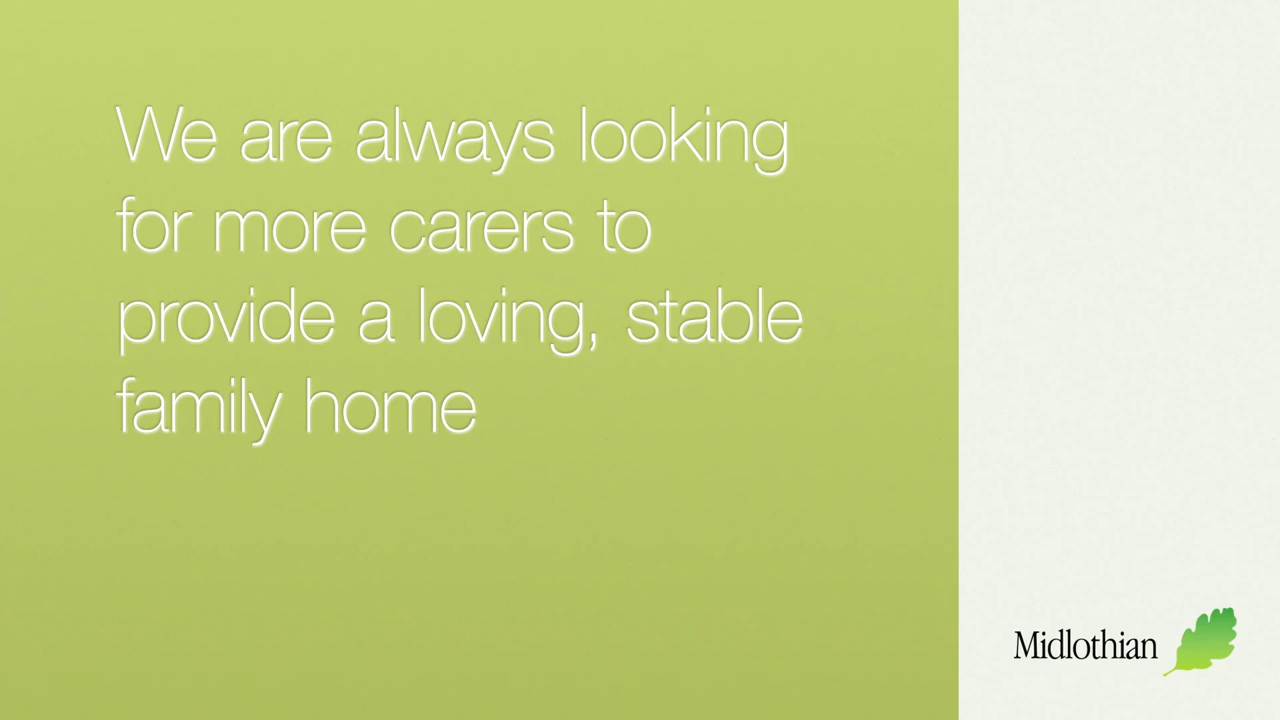 We are always looking
for more carers to
provide a loving, stable
family home
Midlothian